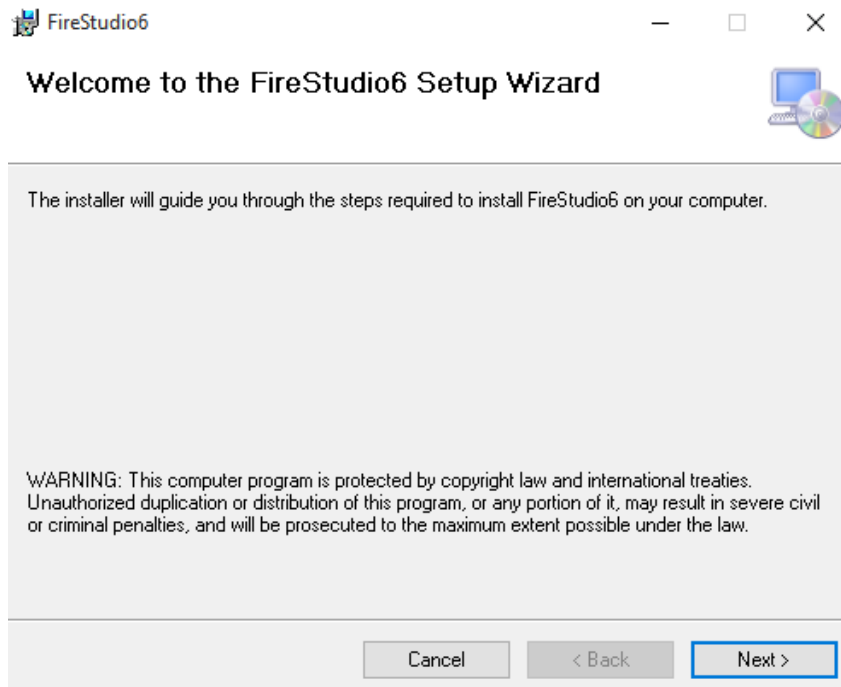 FireStudio6
Welcome to the FireStudio6 Setup Wizard
The installer will guide you through the steps required to install FireStudio6 on your computer.
WARNING: This computer program is protected by copyright law and international treaties.
Unauthorized duplication or distribution of this program, or any portion of it, may result in severe civil
or criminal penalties, and will be prosecuted to the maximum extent possible under the law.
Cancel
< Back
Next >